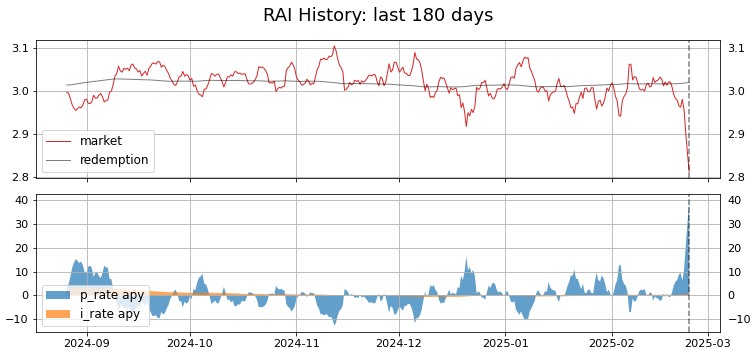 RAI History: last 180 days
3.1 3.1
3.0 3.0
2.9 2.9
2.8 2.8
market
redemption
40 40
30 30
20 20
10 10
0 0
−10 −10
p_rate apy
i_rate apy
2024-09 2024-10 2024-11 2024-12 2025-01 2025-02 2025-03